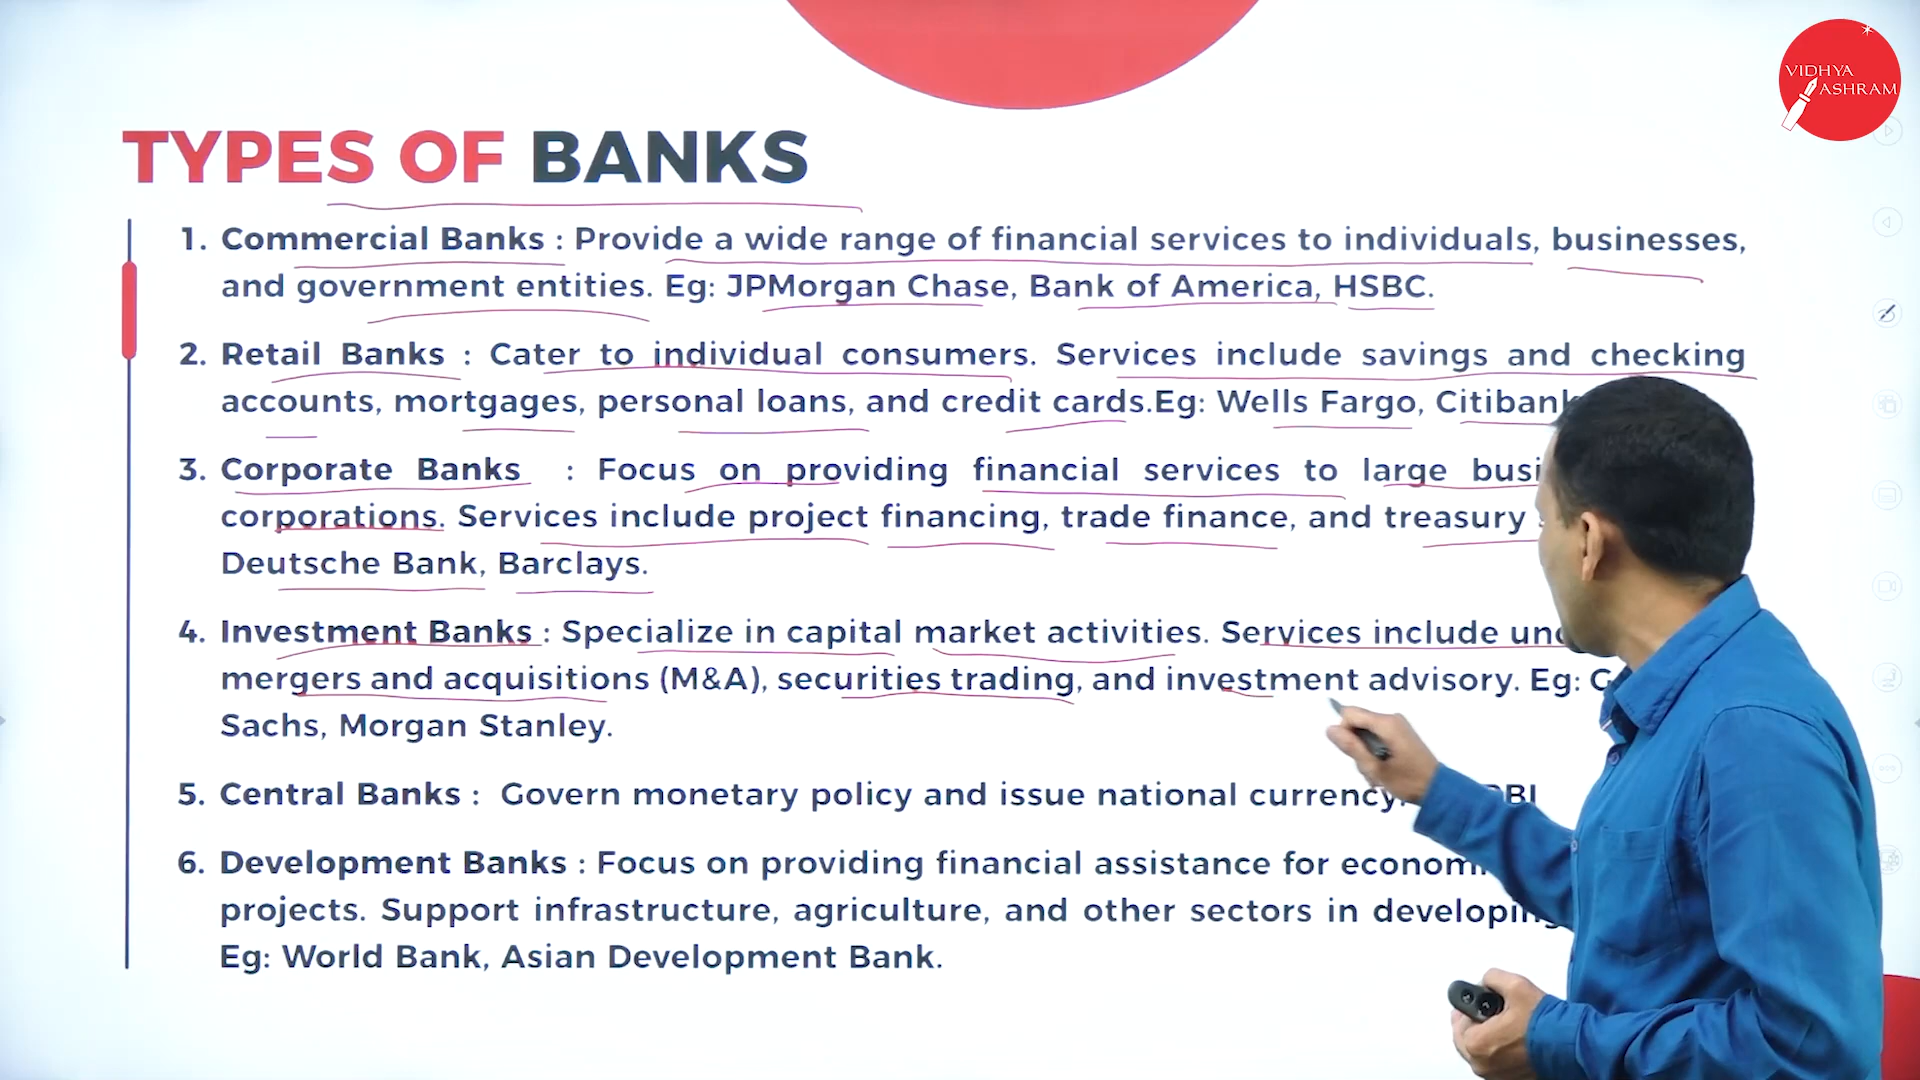 VIDHYA
ASHRAM
TYPES OF BANKS
1. Commercial Banks : Provide a wide range of financial services to individuals, businesses,
and government entities. Eg: JPMorgan Chase, Bank of America, HSBC.
2. Retail Banks : Cater to individual consumers. Services include savings and checking
accounts, mortgages, personal loans, and credit cards.Eg: Wells Fargo, Citibank
3. Corporate Banks : Focus on providing financial services to large
corporations. Services include project financing, trade finance, and treasury
Deutsche Bank, Barclays.
4. Investment Banks : Specialize in capital market activities. Services include
mergers and acquisitions (M&A), securities trading, and investment advisory. Eg:
Sachs, Morgan Stanley.
5. Central Banks : Govern monetary policy and issue national currency.
6. Development Banks : Focus on providing financial assistance for
projects. Support infrastructure, agriculture, and other sectors in
Eg: World Bank, Asian Development Bank.